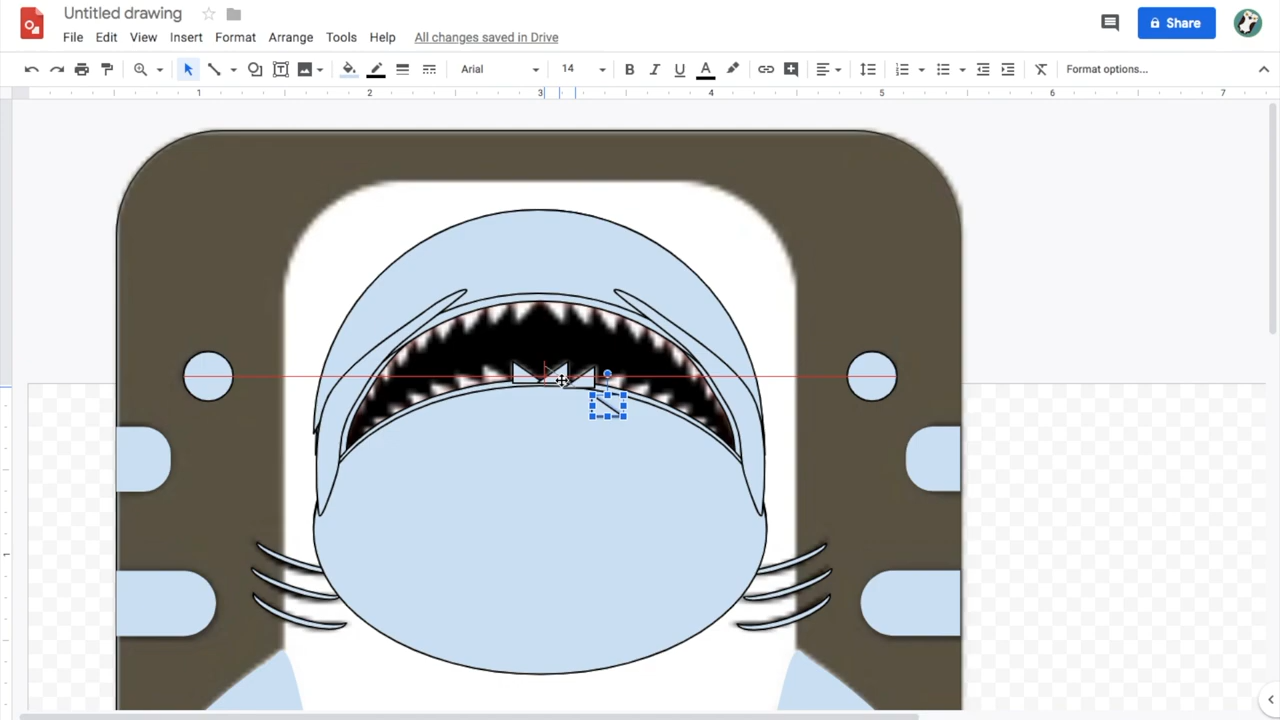 Untitled drawing
File Edit View Insert Format Arrange Tools Help All changes saved in Drive
Share
Arial 14 B I U A Format options...
1 2 3 4 5 6 7
1